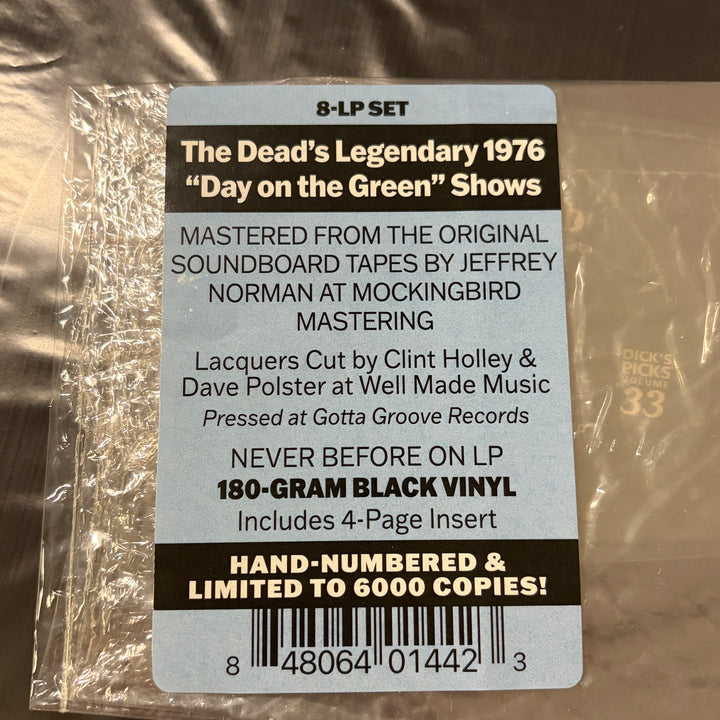 8-LP SET
The Dead's Legendary 1976
“Day on the Green” Shows
MASTERED FROM THE ORIGINAL
SOUNDBOARD TAPES BY JEFFREY
NORMAN AT MOCKINGBIRD
MASTERING
Lacquers Cut by Clint Holley &
Dave Polster at Well Made Music
Pressed at Gotta Groove Records
NEVER BEFORE ON LP
180-GRAM BLACK VINYL
Includes 4-Page Insert
HAND-NUMBERED &
LIMITED TO 6000 COPIES!
8 48064 01442 3
DICK'S
PICKS
VOLUME
33